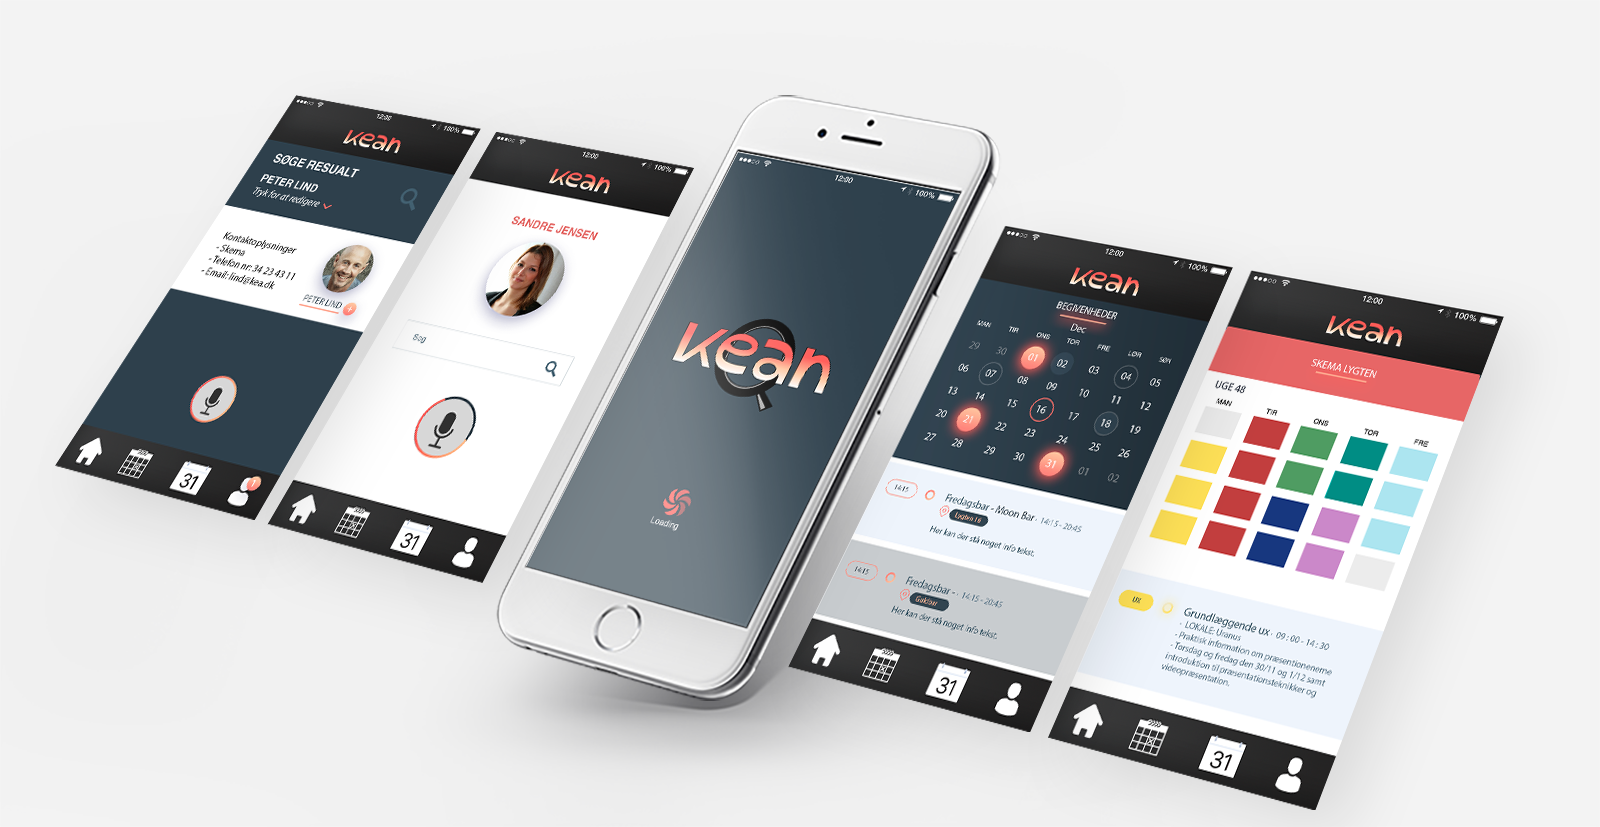 12:00
100%
kean
SØGE RESUALT
PETER LIND
Tryk for at redigere
Kontaktoplysninger
- Skema
- Telefon nr: 34 23 43 11
- Email: lind@kea.dk
PETER LIND
+
31
1
12:00
100%
kean
SANDRE JENSEN
Søg
31
12:00
100%
kean
Loading
12:00
100%
kean
BEGIVENHEDER
Dec
MAN TIR ONS TOR FRE LØR SØR
29 30 01 02 03 04 05
06 07 08 09 10 11 12
13 14 15 16 17 18 19
20 21 22 23 24 25 26
27 28 29 30 31 01 02
14:15 Fredagsbar - Moon Bar - 14:15 - 20:45
Lygten 16
Her kan der stå noget info tekst.
14:15 Fredagsbar - - 14:15 - 20:45
Her kan der stå noget info tekst.
31
12:00
100%
kean
SKEMA LYGTEN
UGE 48
MAN TIR ONS TOR FRE
UX Grundlæggende ux - 09:00 - 14:30
- LOKALE: Uranus
- Praktisk information om præsentionenerne
- Torsdag og fredag den 30/11 og 1/12 samt
introduktion til præsentationsteknikker og
videopræsentation.
31